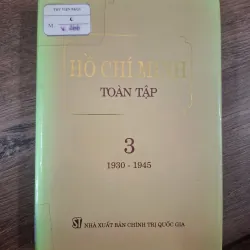 HỒ CHÍ MINH
TOÀN TẬP
3
1930 - 1945
NHÀ XUẤT BẢN CHÍNH TRỊ QUỐC GIA